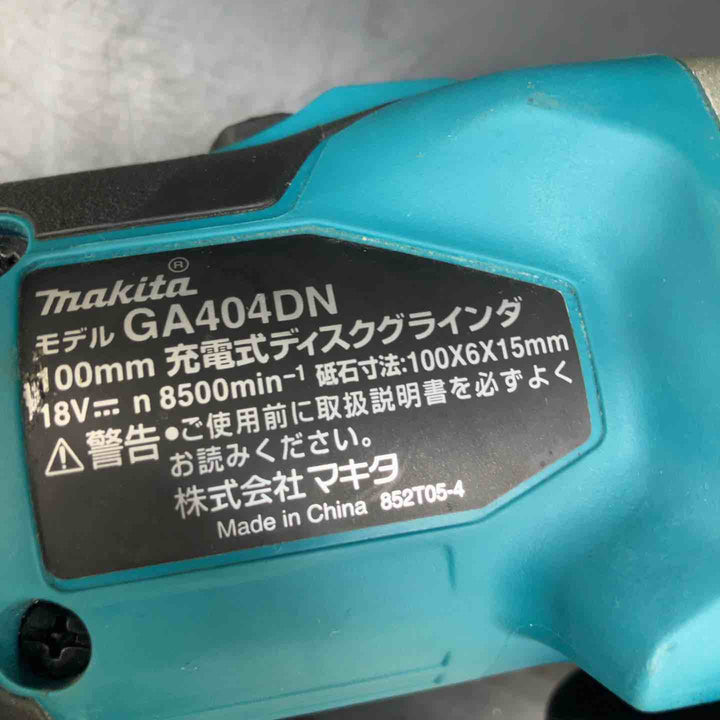 makita®
モデル GA404DN
100mm 充電式ディスクグラインダ
18V⎓ n 8500min⁻¹ 砥石寸法:100X6X15mm
⚠警告 •ご使用前に取扱説明書を必ずよく
お読みください。
株式会社マキタ
Made in China 852T05-4